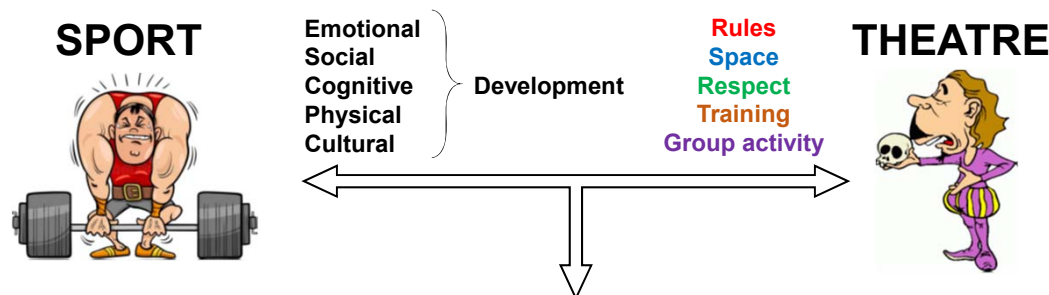 SPORT
Emotional
Social
Cognitive
Physical
Cultural
Development
Rules
Space
Respect
Training
Group activity
THEATRE